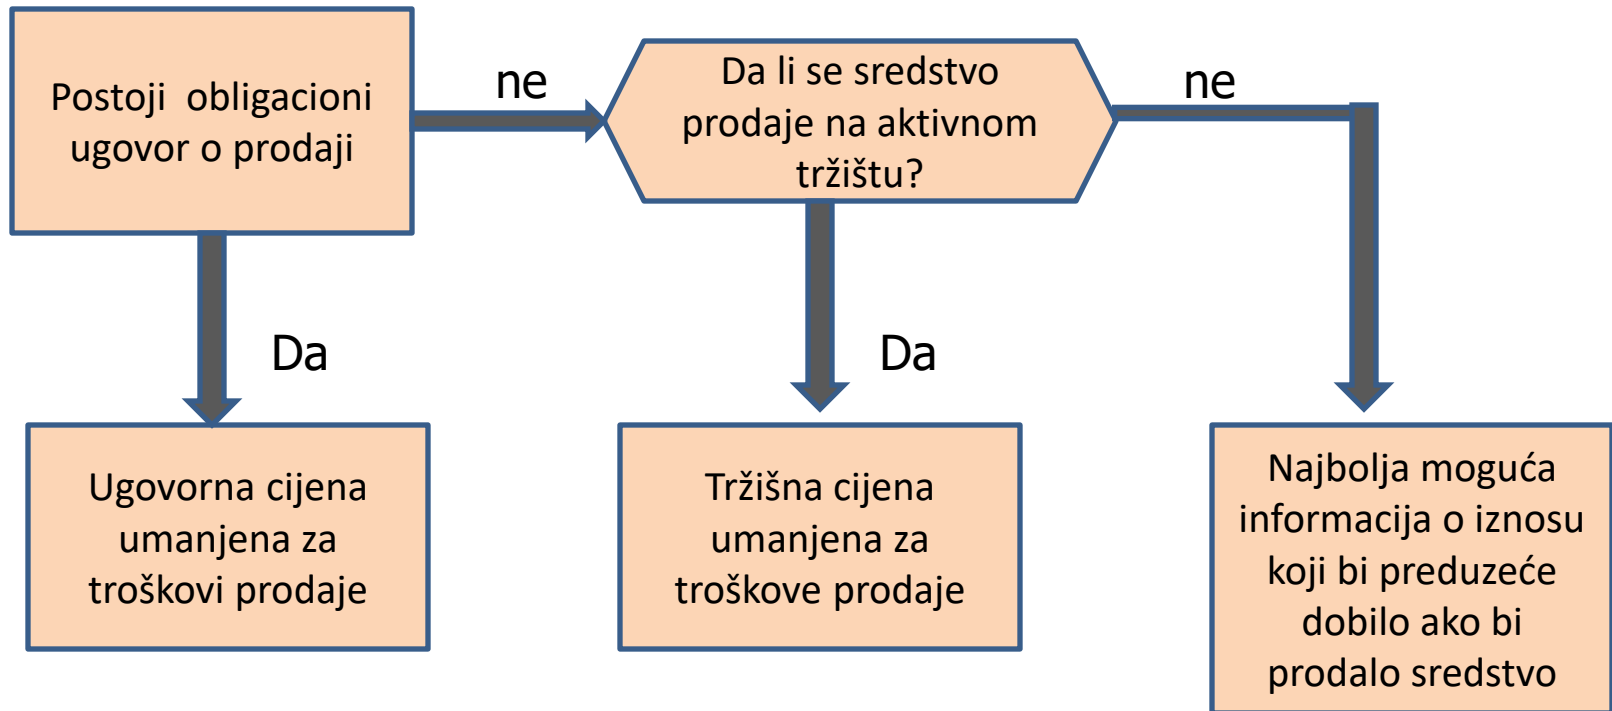 Postoji obligacioni
ugovor o prodaji
ne
Da li se sredstvo
prodaje na aktivnom
tržištu?
ne
Da
Da
Ugovorna cijena
umanjena za
troškovi prodaje
Tržišna cijena
umanjena za
troškove prodaje
Najbolja moguća
informacija o iznosu
koji bi preduzeće
dobilo ako bi
prodalo sredstvo